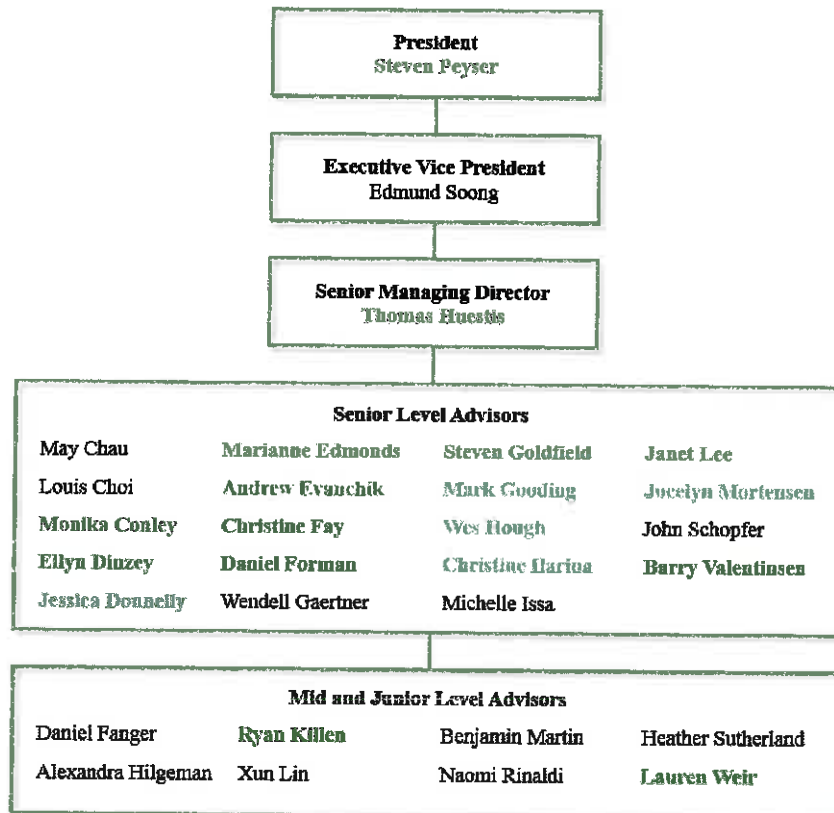 President
Steven Peyser
Executive Vice President
Edmund Soong
Senior Managing Director
Thomas Huestis
Senior Level Advisors
May Chau Marianne Edmonds Steven Goldfield Janet Lee
Louis Choi Andrew Evanchik Mark Gooding Jocelyn Mortensen
Monika Conley Christine Fay Wes Hough John Schopfer
Ellyn Dinzey Daniel Forman Christine Ilarina Barry Valentinsen
Jessica Donnelly Wendell Gaertner Michelle Issa
Mid and Junior Level Advisors
Daniel Fanger Ryan Killen Benjamin Martin Heather Sutherland
Alexandra Hilgeman Xun Lin Naomi Rinaldi Lauren Weir